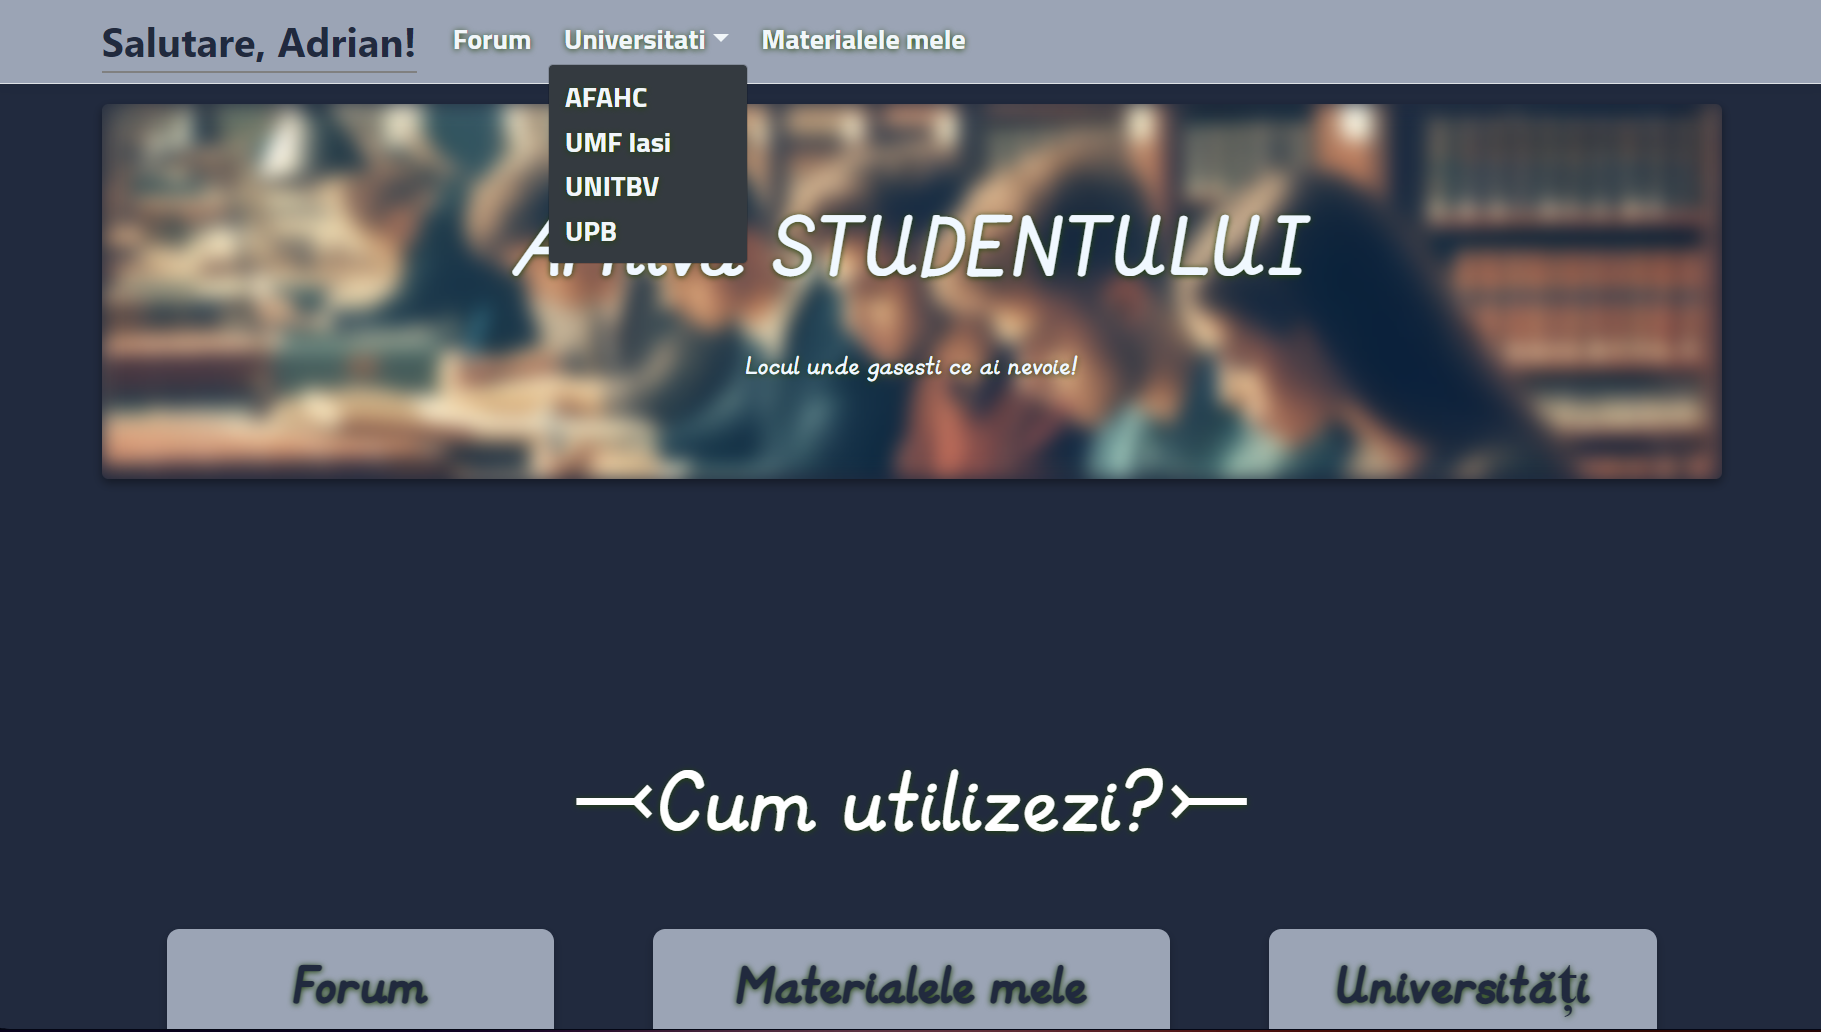 Salutare, Adrian! Forum Universitati Materialele mele
AFAHC
UMF Iasi
UNITBV
UPB
STUDENTULUI
Locul unde gasesti ce ai nevoie!
Cum utilizezi?
Forum Materialele mele Universități